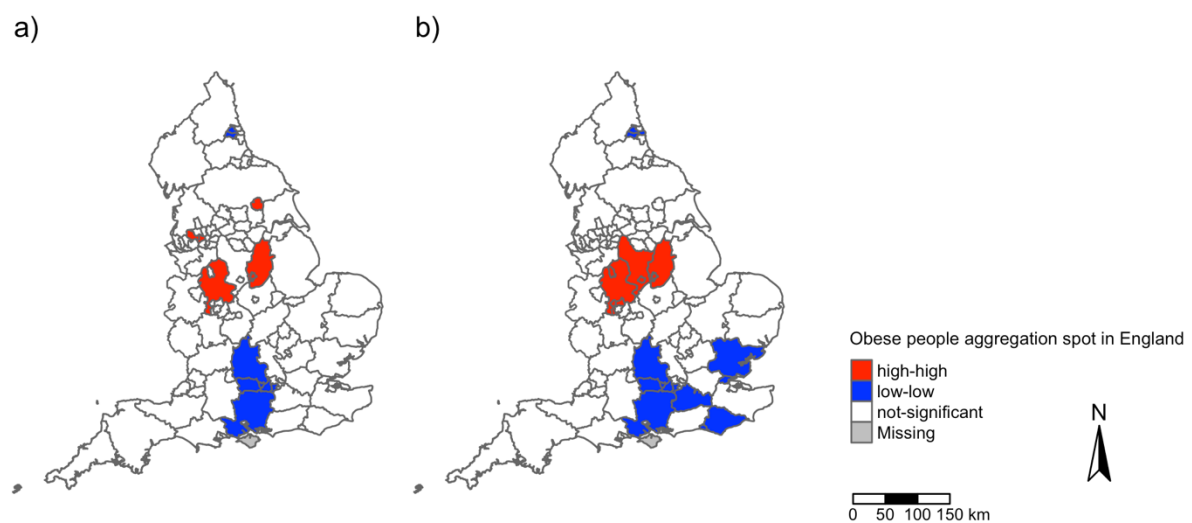 a)
b)
Obese people aggregation spot in England
high-high
low-low
not-significant
Missing
N
0 50 100 150 km